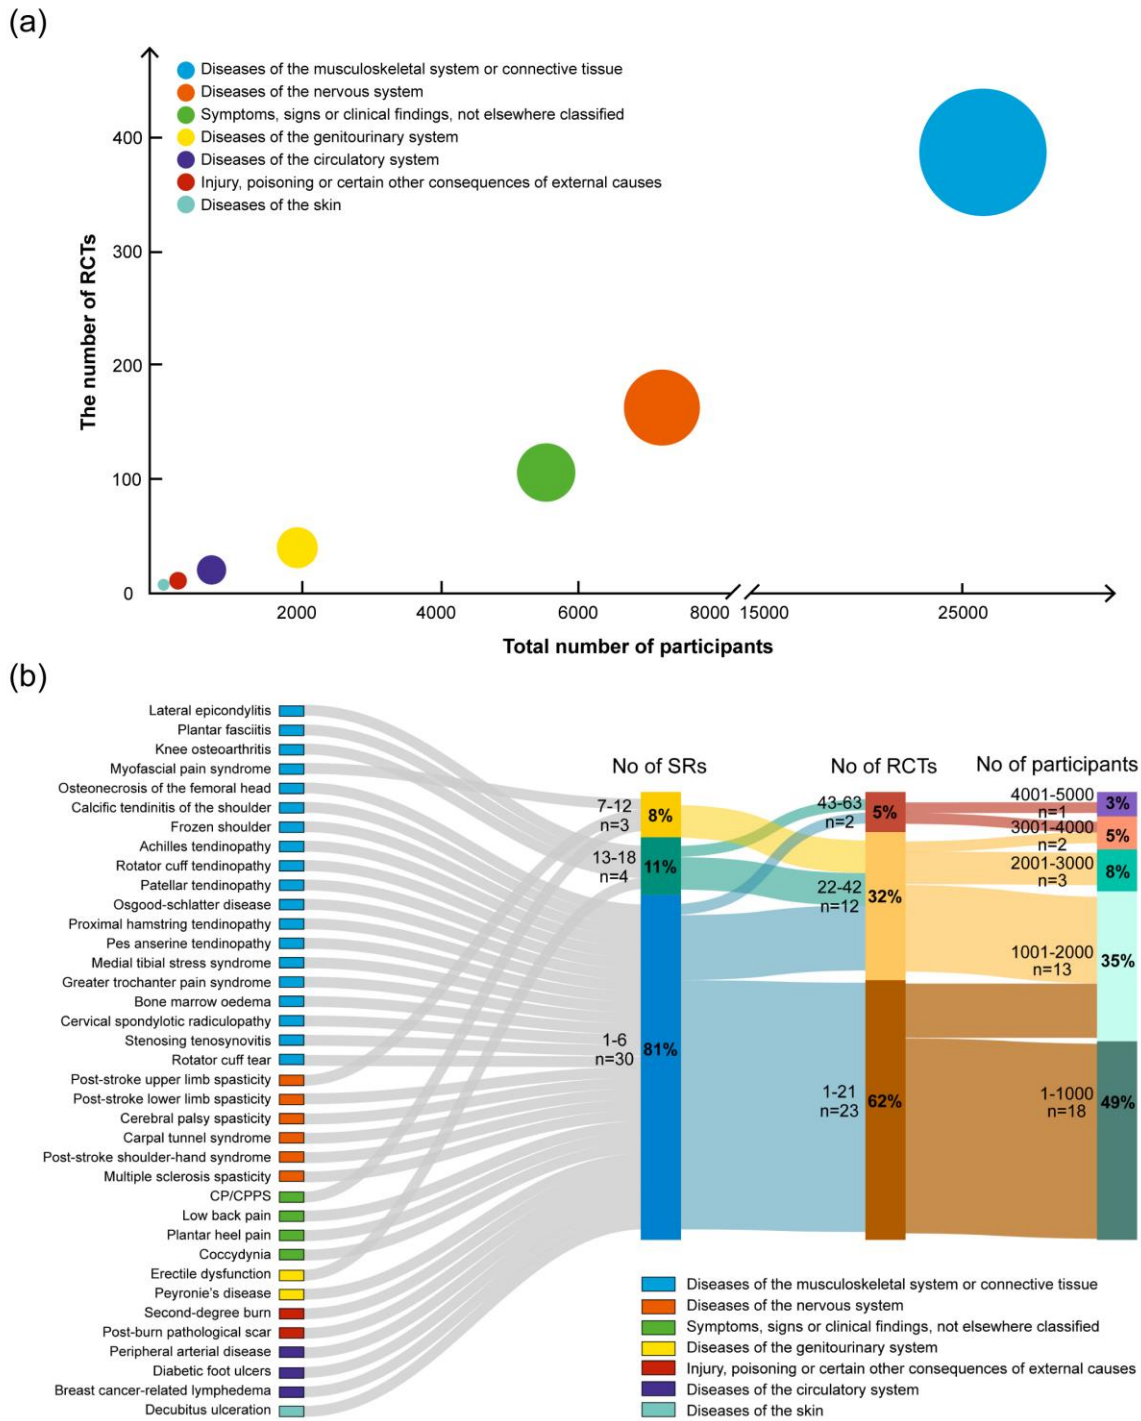 (a)
Diseases of the musculoskeletal system or connective tissue
Diseases of the nervous system
Symptoms, signs or clinical findings, not elsewhere classified
Diseases of the genitourinary system
Diseases of the circulatory system
Injury, poisoning or certain other consequences of external causes
Diseases of the skin
The number of RCTs
400
300
200
100
0
2000
4000
6000
8000
15000
25000
Total number of participants
(b)
Lateral epicondylitis
Plantar fasciitis
Knee osteoarthritis
Myofascial pain syndrome
Osteonecrosis of the femoral head
Calcific tendinitis of the shoulder
Frozen shoulder
Achilles tendinopathy
Rotator cuff tendinopathy
Patellar tendinopathy
Osgood-schlatter disease
Proximal hamstring tendinopathy
Pes anserine tendinopathy
Medial tibial stress syndrome
Greater trochanter pain syndrome
Bone marrow oedema
Cervical spondylotic radiculopathy
Stenosing tenosynovitis
Rotator cuff tear
Post-stroke upper limb spasticity
Post-stroke lower limb spasticity
Cerebral palsy spasticity
Carpal tunnel syndrome
Post-stroke shoulder-hand syndrome
Multiple sclerosis spasticity
CP/CPPS
Low back pain
Plantar heel pain
Coccydynia
Erectile dysfunction
Peyronie's disease
Second-degree burn
Post-burn pathological scar
Peripheral arterial disease
Diabetic foot ulcers
Breast cancer-related lymphedema
Decubitus ulceration
No of SRs
7-12
n=3
8%
13-18
n=4
11%
1-6
n=30
81%
No of RCTs
43-63
n=2
5%
22-42
n=12
32%
1-21
n=23
62%
No of participants
4001-5000
n=1
3%
3001-4000
n=2
5%
2001-3000
n=3
8%
1001-2000
n=13
35%
1-1000
n=18
49%
Diseases of the musculoskeletal system or connective tissue
Diseases of the nervous system
Symptoms, signs or clinical findings, not elsewhere classified
Diseases of the genitourinary system
Injury, poisoning or certain other consequences of external causes
Diseases of the circulatory system
Diseases of the skin